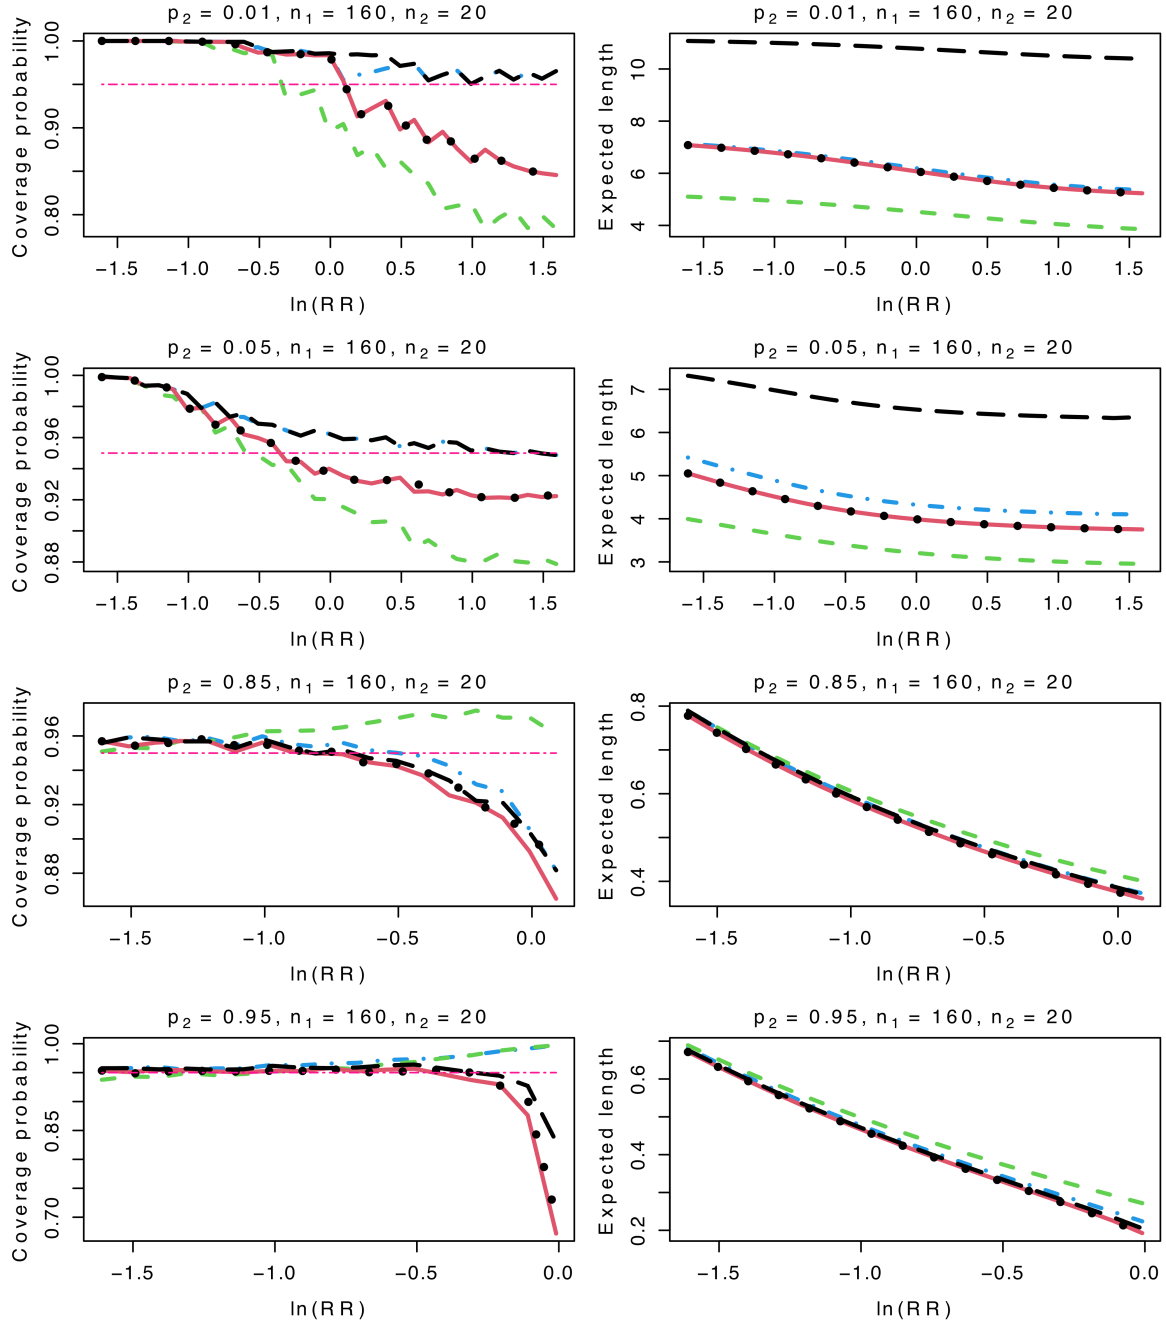 p2 = 0.01, n1 = 160, n2 = 20
Coverage probability
1.00
0.90
0.80
−1.5 −1.0 −0.5 0.0 0.5 1.0 1.5
ln(RR)
p2 = 0.01, n1 = 160, n2 = 20
Expected length
10
8
6
4
−1.5 −1.0 −0.5 0.0 0.5 1.0 1.5
ln(RR)
p2 = 0.05, n1 = 160, n2 = 20
Coverage probability
1.00
0.96
0.92
0.88
−1.5 −1.0 −0.5 0.0 0.5 1.0 1.5
ln(RR)
p2 = 0.05, n1 = 160, n2 = 20
Expected length
7
6
5
4
3
−1.5 −1.0 −0.5 0.0 0.5 1.0 1.5
ln(RR)
p2 = 0.85, n1 = 160, n2 = 20
Coverage probability
0.96
0.92
0.88
−1.5 −1.0 −0.5 0.0
ln(RR)
p2 = 0.85, n1 = 160, n2 = 20
Expected length
0.8
0.6
0.4
−1.5 −1.0 −0.5 0.0
ln(RR)
p2 = 0.95, n1 = 160, n2 = 20
Coverage probability
1.00
0.85
0.70
−1.5 −1.0 −0.5 0.0
ln(RR)
p2 = 0.95, n1 = 160, n2 = 20
Expected length
0.6
0.4
0.2
−1.5 −1.0 −0.5 0.0
ln(RR)